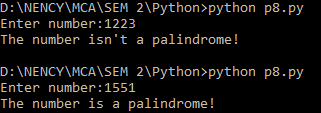 D:\NENCY\MCA\SEM 2\Python>python p8.py
Enter number:1223
The number isn't a palindrome!
D:\NENCY\MCA\SEM 2\Python>python p8.py
Enter number:1551
The number is a palindrome!